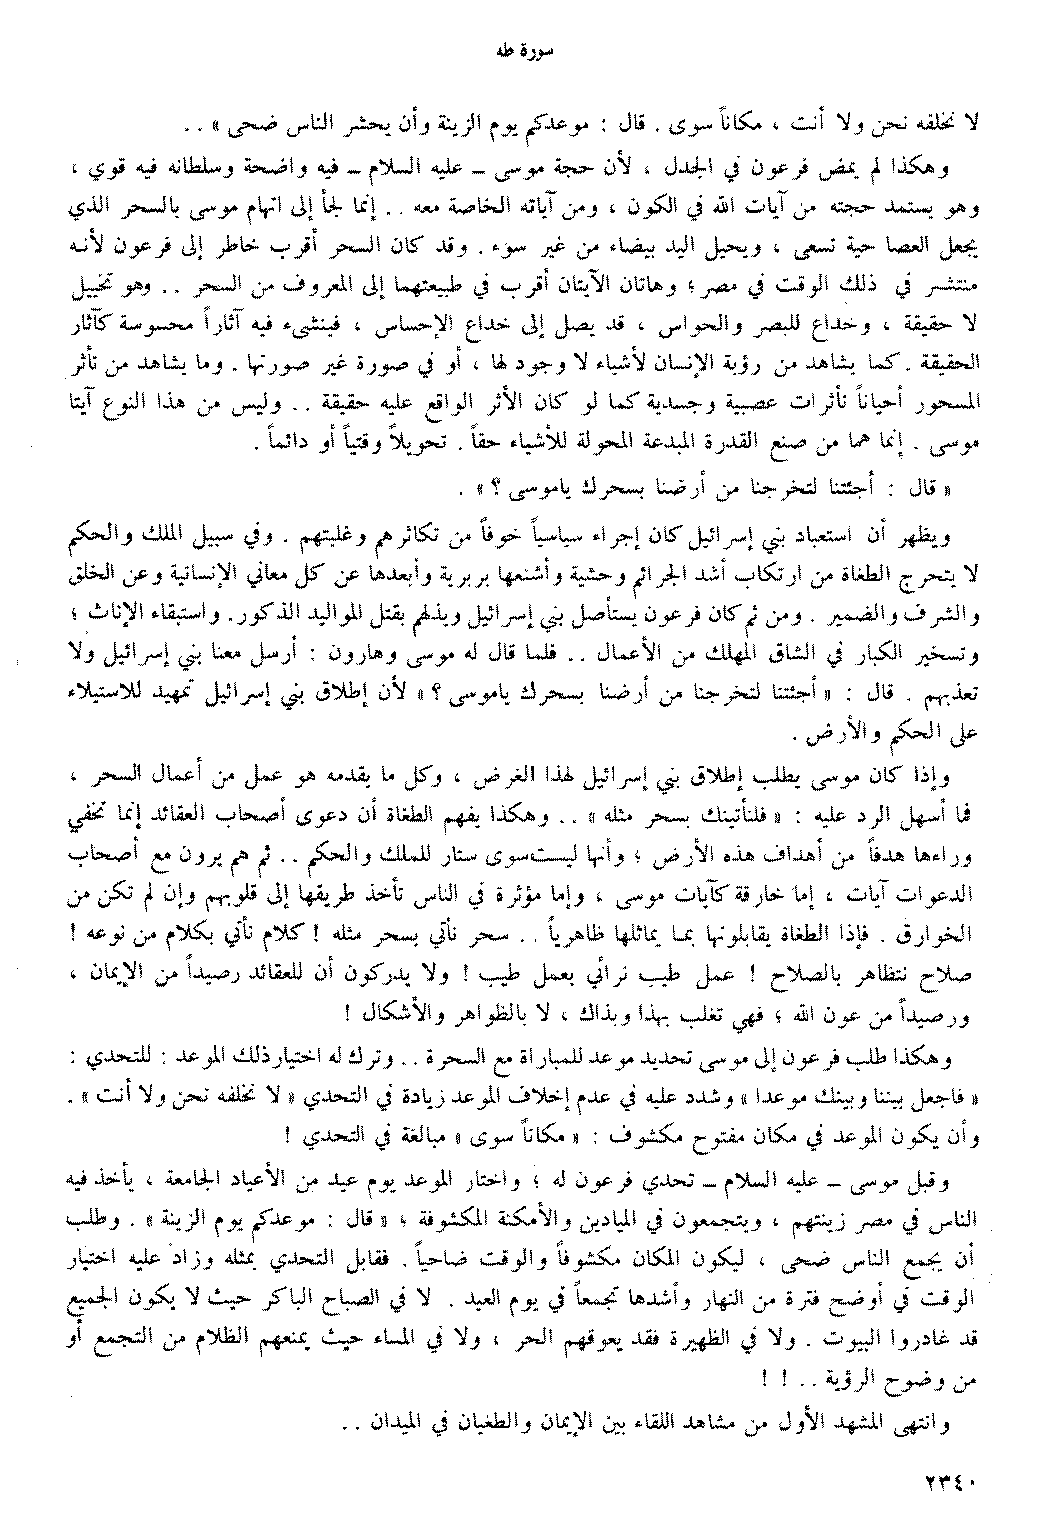 سورة طه
لا نخلفه نحن ولا أنت ، مكاناً سوى . قال : موعدكم يوم الزينة وأن يحشر الناس ضحى » . .
وهكذا لم يمض فرعون في الجدل ، لأن حجة موسى – عليه السلام – فيه واضحة وسلطانه فيه قوي ،
وهو يستمد حجته من آيات الله في الكون ، ومن آياته الخاصة معه . . إنما لجأ إلى اتهام موسى بالسحر الذي
يجعل العصا حية تسعى ، ويحيل اليد بيضاء من غير سوء . وقد كان السحر أقرب خاطر إلى فرعون لأنه
منتشر في ذلك الوقت في مصر؛ وهاتان الآيتان أقرب في طبيعتهما إلى المعروف من السحر . . وهو تخييل
لا حقيقة ، وخداع للبصر والحواس ، قد يصل إلى خداع الإحساس ، فينشىء فيه آثاراً محسوسة كآثار
الحقيقة . كما يشاهد من رؤية الإنسان لأشياء لا وجود لها ، أو في صورة غير صورتها . وما يشاهد من تأثر
المسحور أحياناً تأثرات عصبية وجسدية كما لو كان الأثر الواقع عليه حقيقة . . وليس من هذا النوع آيتا
موسى . إنما هما من صنع القدرة المبدعة المحولة للأشياء حقاً . تحويلاً وقتياً أو دائماً .
« قال : أجئتنا لتخرجنا من أرضنا بسحرك ياموسى ؟ » .
ويظهر أن استعباد بني إسرائيل كان إجراء سياسياً خوفاً من تكاثرهم وغلبتهم . وفي سبيل الملك والحكم
لا يتحرج الطغاة من ارتكاب أشد الجرائم وحشية وأشنعها بربرية وأبعدها عن كل معاني الإنسانية وعن الخلق
والشرف والضمير . ومن ثم كان فرعون يستأصل بني إسرائيل ويذلهم بقتل المواليد الذكور. واستبقاء الإناث ؛
وتسخير الكبار في الشاق المهلك من الأعمال . . فلما قال له موسى وهارون : أرسل معنا بني إسرائيل ولا
تعذبهم . قال : « أجئتنا لتخرجنا من أرضنا بسحرك ياموسى ؟ » لأن إطلاق بني إسرائيل تمهيد للاستيلاء
على الحكم والأرض .
وإذا كان موسى يطلب إطلاق بني إسرائيل لهذا الغرض ، وكل ما يقدمه هو عمل من أعمال السحر ،
فما أسهل الرد عليه : « فلنأتينك بسحر مثله » . . وهكذا يفهم الطغاة أن دعوى أصحاب العقائد إنما تخفي
وراءها هدفاً من أهداف هذه الأرض ؛ وأنها ليست سوى ستار للملك والحكم . . ثم هم يرون مع أصحاب
الدعوات آيات ، إما خارقة كآيات موسى ، وإما مؤثرة في الناس تأخذ طريقها إلى قلوبهم وإن لم تكن من
الخوارق . فإذا الطغاة يقابلونها بما يماثلها ظاهرياً . . سحر نأتي بسحر مثله ! كلام نأتي بكلام من نوعه !
صلاح نتظاهر بالصلاح ! عمل طيب نرائي بعمل طيب ! ولا يدركون أن للعقائد رصيداً من الإيمان ،
ورصيداً من عون الله ؛ فهي تغلب بهذا وبذاك ، لا بالظواهر والأشكال !
وهكذا طلب فرعون إلى موسى تحديد موعد للمباراة مع السحرة . . وترك له اختيار ذلك الموعد : للتحدي :
« فاجعل بيننا وبينك موعدا » وشدد عليه في عدم إخلاف الموعد زيادة في التحدي « لا نخلفه نحن ولا أنت » .
وأن يكون الموعد في مكان مفتوح مكشوف : « مكاناً سوى » مبالغة في التحدي !
وقبل موسى – عليه السلام – تحدي فرعون له ؛ واختار الموعد يوم عيد من الأعياد الجامعة ، يأخذ فيه
الناس في مصر زينتهم ، ويتجمعون في الميادين والأمكنة المكشوفة ؛ « قال : موعدكم يوم الزينة » . وطلب
أن يجمع الناس ضحى ، ليكون المكان مكشوفاً والوقت ضاحياً . فقابل التحدي بمثله وزاد عليه اختيار
الوقت في أوضح فترة من النهار وأشدها تجمعاً في يوم العيد . لا في الصباح الباكر حيث لا يكون الجميع
قد غادروا البيوت . ولا في الظهيرة فقد يعوقهم الحر ، ولا في المساء حيث يمنعهم الظلام من التجمع أو
من وضوح الرؤية . . ! !
وانتهى المشهد الأول من مشاهد اللقاء بين الإيمان والطغيان في الميدان . .
٢٣٤٠